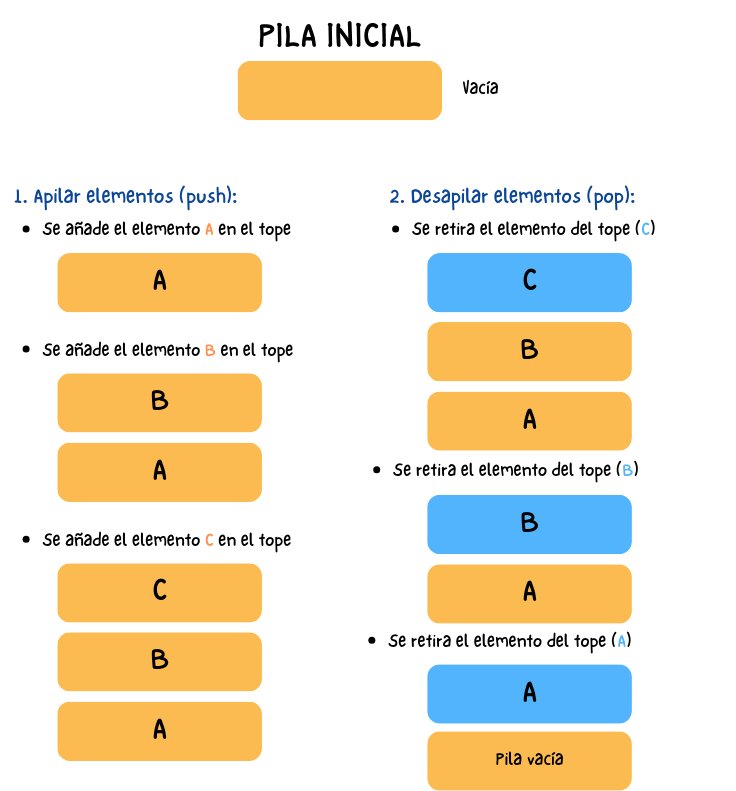 PILA INICIAL
Vacía
1. Apilar elementos (push):
• Se añade el elemento A en el tope
A
• Se añade el elemento B en el tope
B
A
• Se añade el elemento C en el tope
C
B
A
2. Desapilar elementos (pop):
• Se retira el elemento del tope (C)
C
B
A
• Se retira el elemento del tope (B)
B
A
• Se retira el elemento del tope (A)
A
Pila vacía